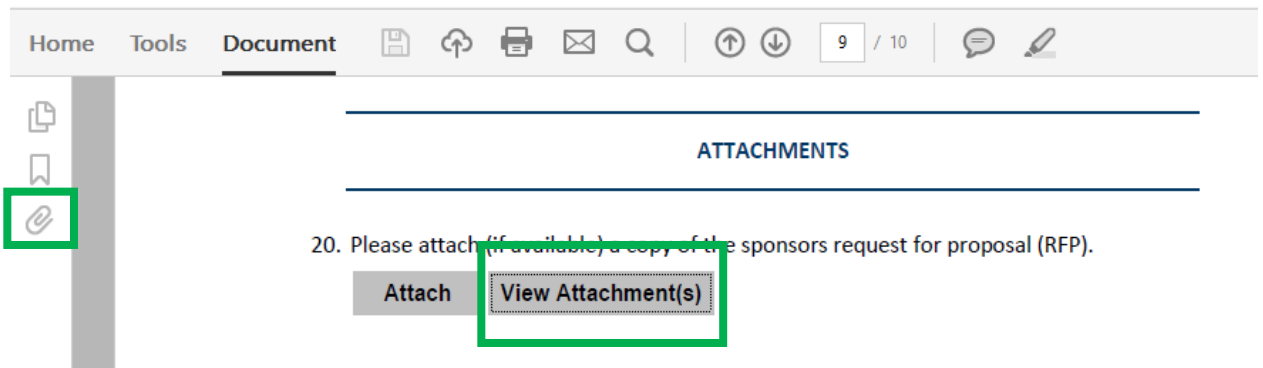 Home Tools Document 9 / 10
ATTACHMENTS
20. Please attach (if available) a copy of the sponsors request for proposal (RFP).
Attach View Attachment(s)